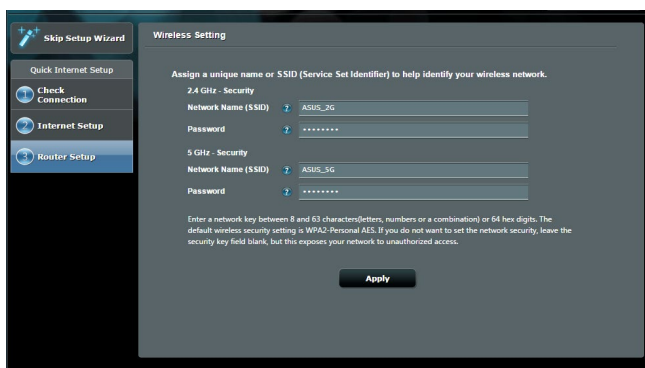 Skip Setup Wizard
Quick Internet Setup
1 Check
Connection
2 Internet Setup
3 Router Setup
Wireless Setting
Assign a unique name or SSID (Service Set Identifier) to help identify your wireless network.
2.4 GHz - Security
Network Name (SSID) ? ASUS_2G
Password ? ••••••••
5 GHz - Security
Network Name (SSID) ? ASUS_5G
Password ? ••••••••
Enter a network key between 8 and 63 characters(letters, numbers or a combination) or 64 hex digits. The
default wireless security setting is WPA2-Personal AES. If you do not want to set the network security, leave the
security key field blank, but this exposes your network to unauthorized access.
Apply